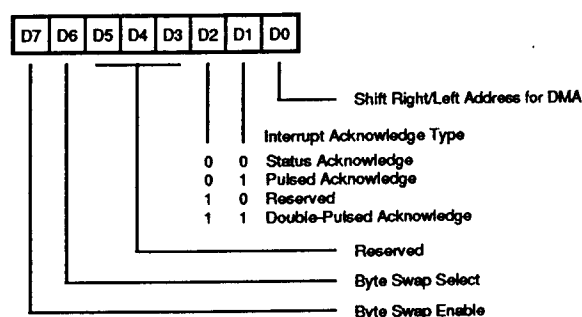 D7 D6 D5 D4 D3 D2 D1 D0
Shift Right/Left Address for DMA
Interrupt Acknowledge Type
0 0 Status Acknowledge
0 1 Pulsed Acknowledge
1 0 Reserved
1 1 Double-Pulsed Acknowledge
Reserved
Byte Swap Select
Byte Swap Enable